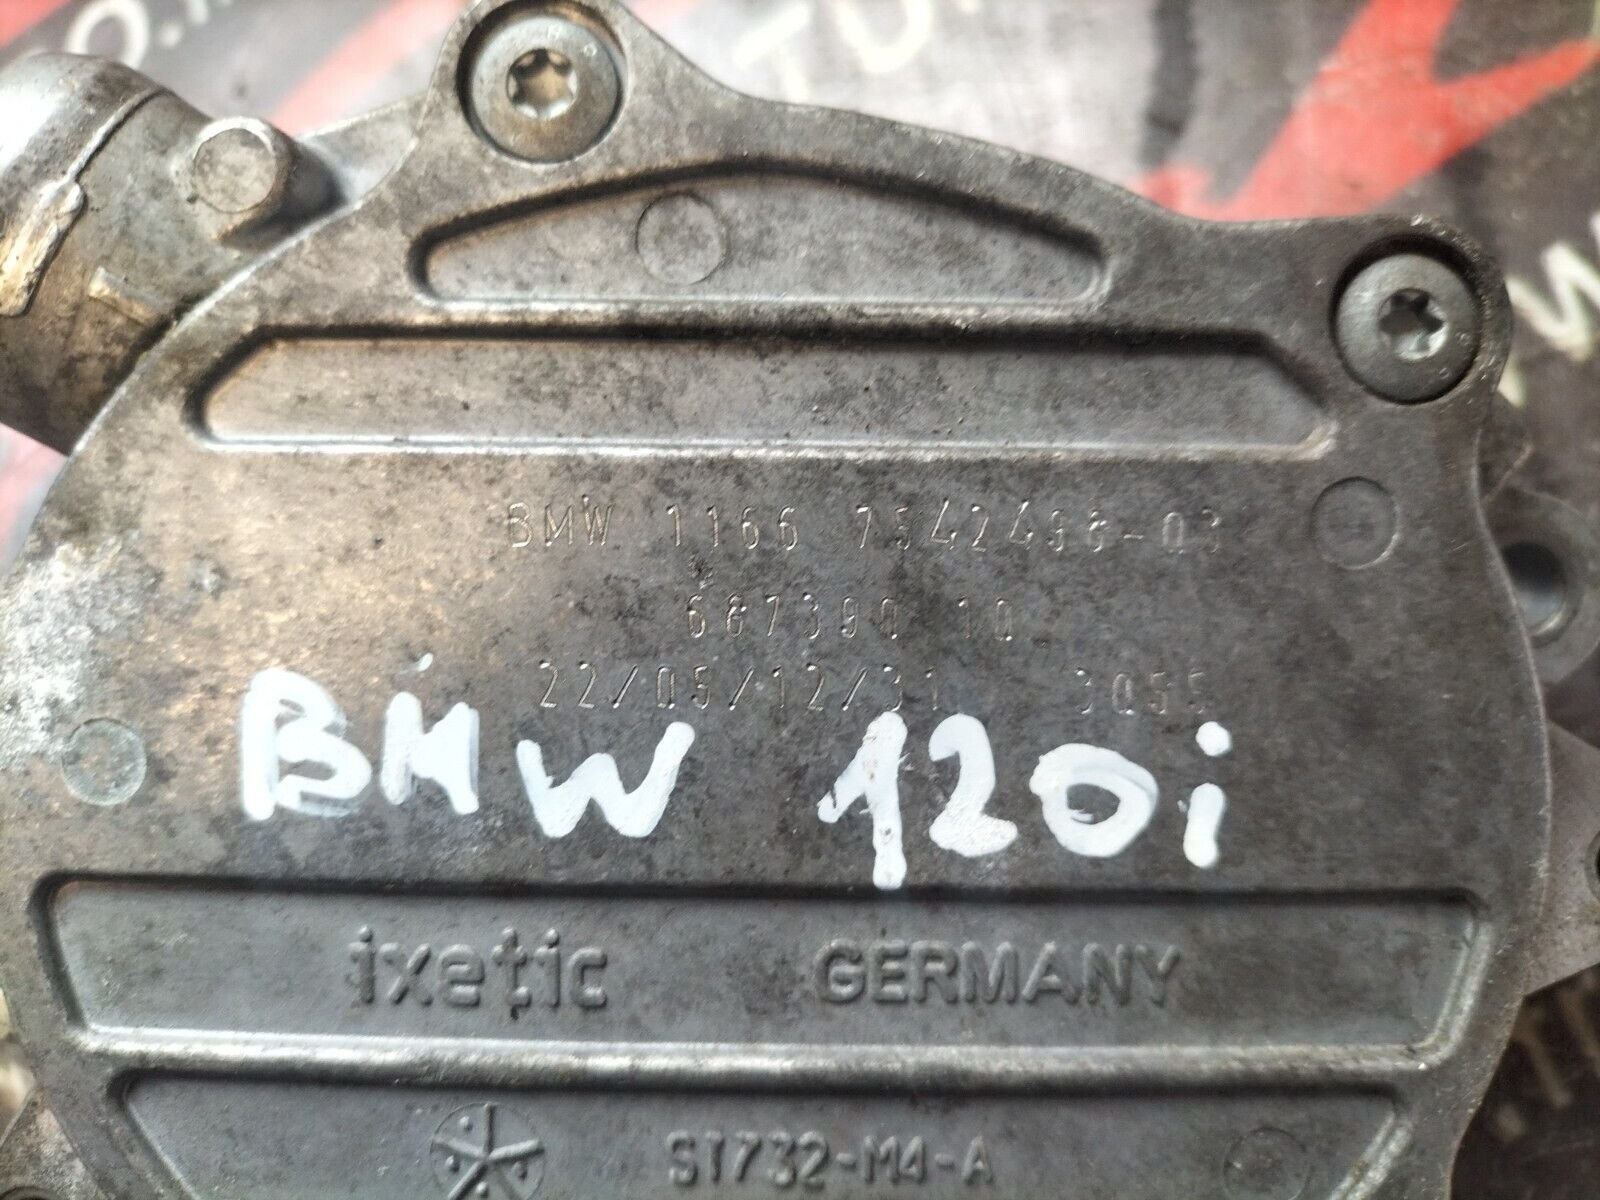 BMW 1166 7542498-03
687390 10
22/05/12/31 3055
BMW 120i
ixetic GERMANY
ST732-M4-A